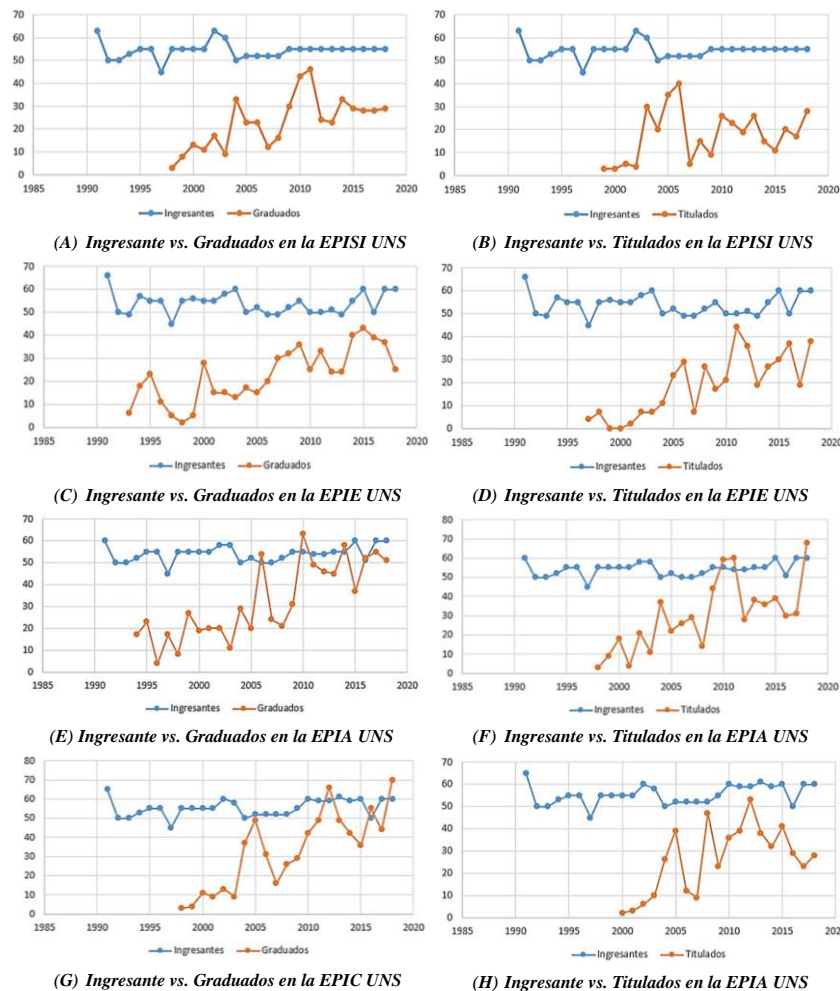 70
60
50
40
30
20
10
0
1985 1990 1995 2000 2005 2010 2015 2020
Ingresantes Graduados
(A) Ingresante vs. Graduados en la EPISI UNS
70
60
50
40
30
20
10
0
1985 1990 1995 2000 2005 2010 2015 2020
Ingresantes Titulados
(B) Ingresante vs. Titulados en la EPISI UNS
70
60
50
40
30
20
10
0
1985 1990 1995 2000 2005 2010 2015 2020
Ingresantes Graduados
(C) Ingresante vs. Graduados en la EPIE UNS
70
60
50
40
30
20
10
0
1985 1990 1995 2000 2005 2010 2015 2020
Ingresantes Titulados
(D) Ingresante vs. Titulados en la EPIE UNS
70
60
50
40
30
20
10
0
1985 1990 1995 2000 2005 2010 2015 2020
Ingresantes Graduados
(E) Ingresante vs. Graduados en la EPIA UNS
80
70
60
50
40
30
20
10
0
1985 1990 1995 2000 2005 2010 2015 2020
Ingresantes Titulados
(F) Ingresante vs. Titulados en la EPIA UNS
80
70
60
50
40
30
20
10
0
1985 1990 1995 2000 2005 2010 2015 2020
Ingresantes Graduados
(G) Ingresante vs. Graduados en la EPIC UNS
70
60
50
40
30
20
10
0
1985 1990 1995 2000 2005 2010 2015
Ingresantes Titulados
(H) Ingresante vs. Titulados en la EPIA UNS